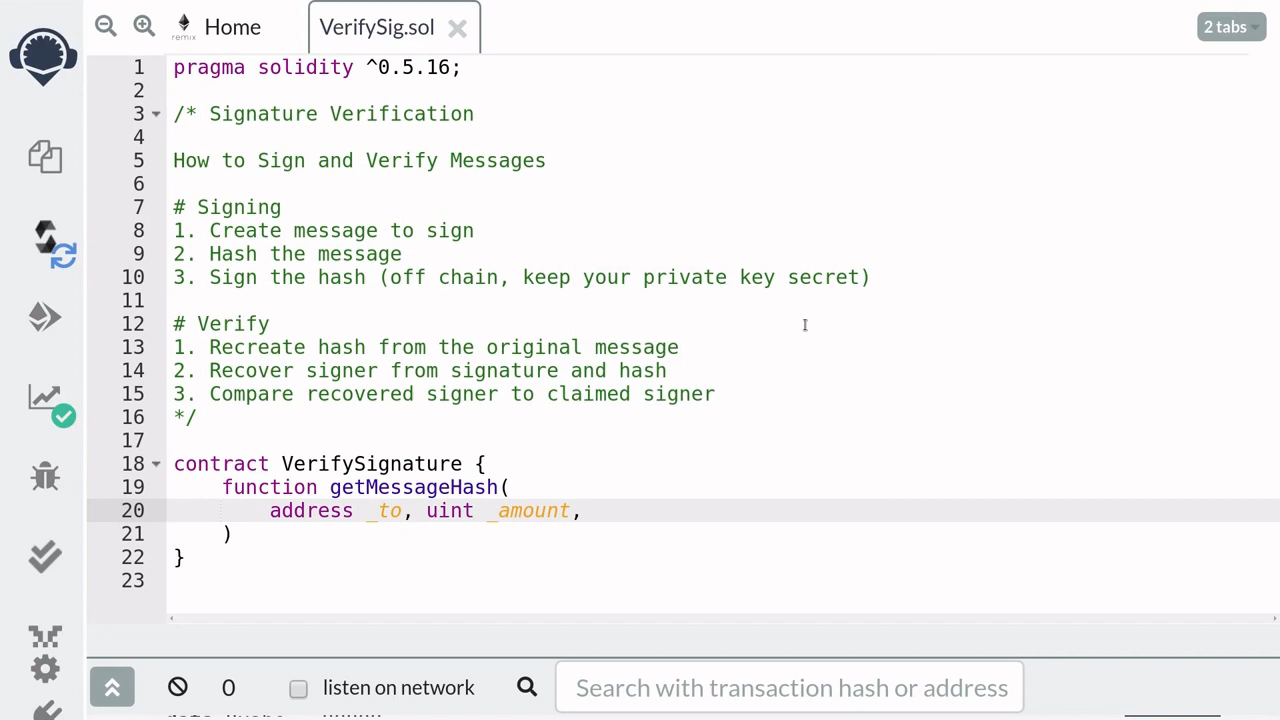 remix
Home
VerifySig.sol
2 tabs
1 pragma solidity ^0.5.16;
2
3 /* Signature Verification
4
5 How to Sign and Verify Messages
6
7 # Signing
8 1. Create message to sign
9 2. Hash the message
10 3. Sign the hash (off chain, keep your private key secret)
11
12 # Verify
13 1. Recreate hash from the original message
14 2. Recover signer from signature and hash
15 3. Compare recovered signer to claimed signer
16 */
17
18 contract VerifySignature {
19 function getMessageHash(
20 address _to, uint _amount,
21 )
22 }
23
0
listen on network
Search with transaction hash or address